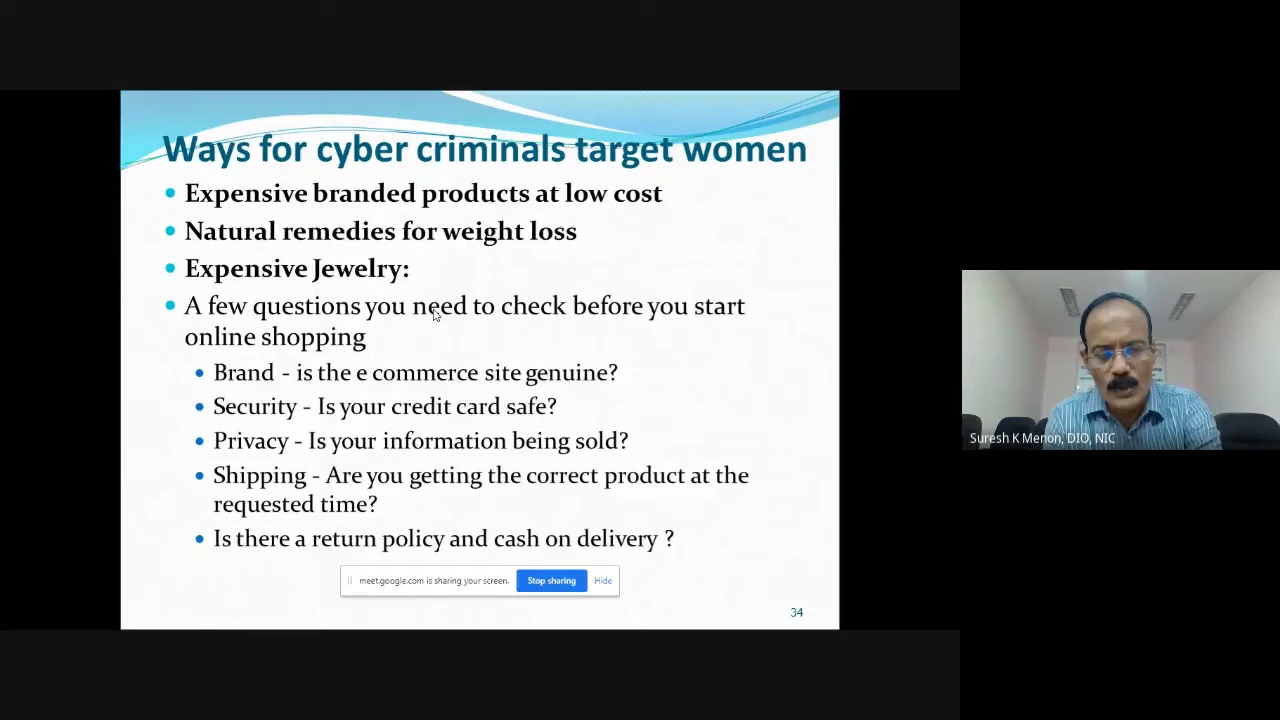 Ways for cyber criminals target women
Expensive branded products at low cost
Natural remedies for weight loss
Expensive Jewelry:
A few questions you need to check before you start
online shopping
Brand - is the e commerce site genuine?
Security - Is your credit card safe?
Privacy - Is your information being sold?
Shipping - Are you getting the correct product at the
requested time?
Is there a return policy and cash on delivery ?
meet.google.com is sharing your screen. Stop sharing Hide
34
Suresh K Menon, DIO, NIC